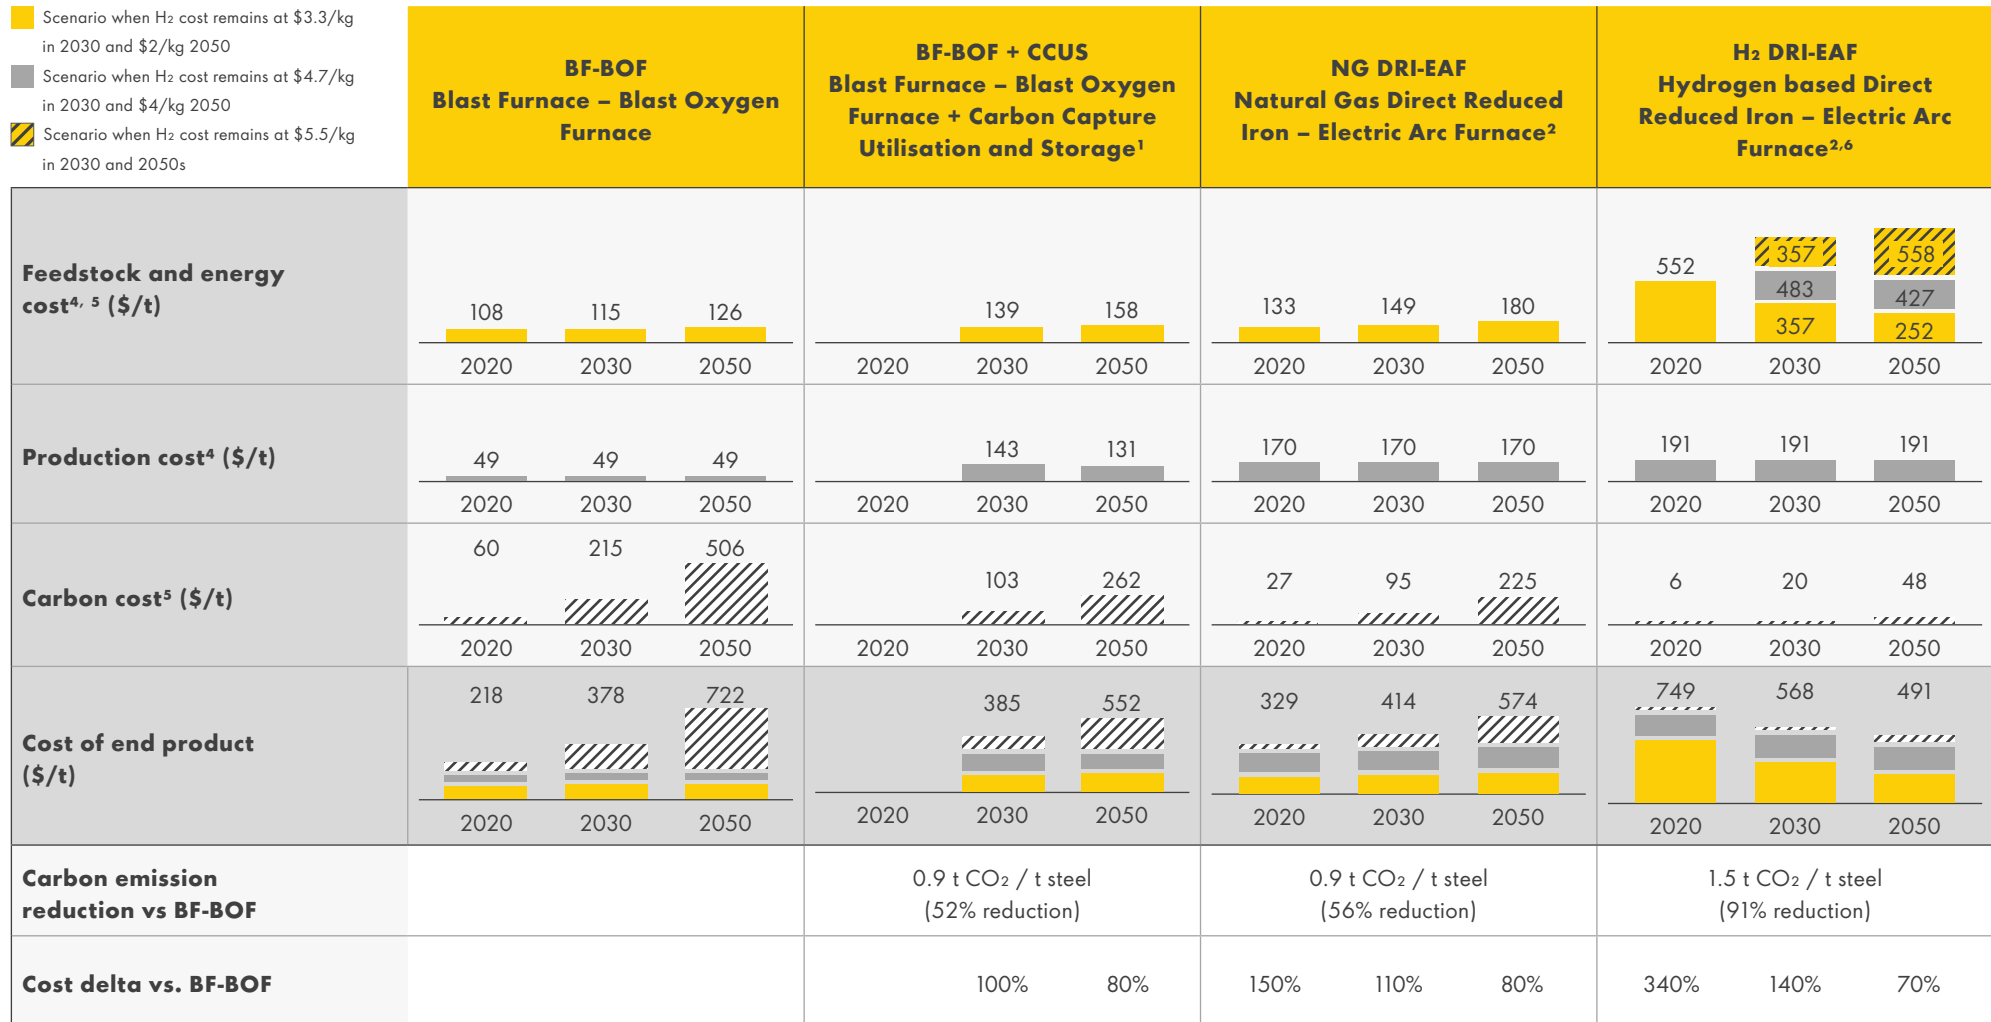 Scenario when H₂ cost remains at $3.3/kg
in 2030 and $2/kg 2050
Scenario when H₂ cost remains at $4.7/kg
in 2030 and $4/kg 2050
Scenario when H₂ cost remains at $5.5/kg
in 2030 and 2050s
BF-BOF
Blast Furnace – Blast Oxygen
Furnace
BF-BOF + CCUS
Blast Furnace – Blast Oxygen
Furnace + Carbon Capture
Utilisation and Storage¹
NG DRI-EAF
Natural Gas Direct Reduced
Iron – Electric Arc Furnace²
H₂ DRI-EAF
Hydrogen based Direct
Reduced Iron – Electric Arc
Furnace²,⁶
Feedstock and energy
cost⁴, ⁵ ($/t)
108 115 126
2020 2030 2050
139 158
2020 2030 2050
133 149 180
2020 2030 2050
552 357 558
483 427
357 252
2020 2030 2050
Production cost⁴ ($/t)
49 49 49
2020 2030 2050
143 131
2020 2030 2050
170 170 170
2020 2030 2050
191 191 191
2020 2030 2050
Carbon cost⁵ ($/t)
60 215 506
2020 2030 2050
103 262
2020 2030 2050
27 95 225
2020 2030 2050
6 20 48
2020 2030 2050
Cost of end product
($/t)
218 378 722
2020 2030 2050
385 552
2020 2030 2050
329 414 574
2020 2030 2050
749 568 491
2020 2030 2050
Carbon emission
reduction vs BF-BOF
0.9 t CO₂ / t steel
(52% reduction)
0.9 t CO₂ / t steel
(56% reduction)
1.5 t CO₂ / t steel
(91% reduction)
Cost delta vs. BF-BOF
100% 80%
150% 110% 80%
340% 140% 70%